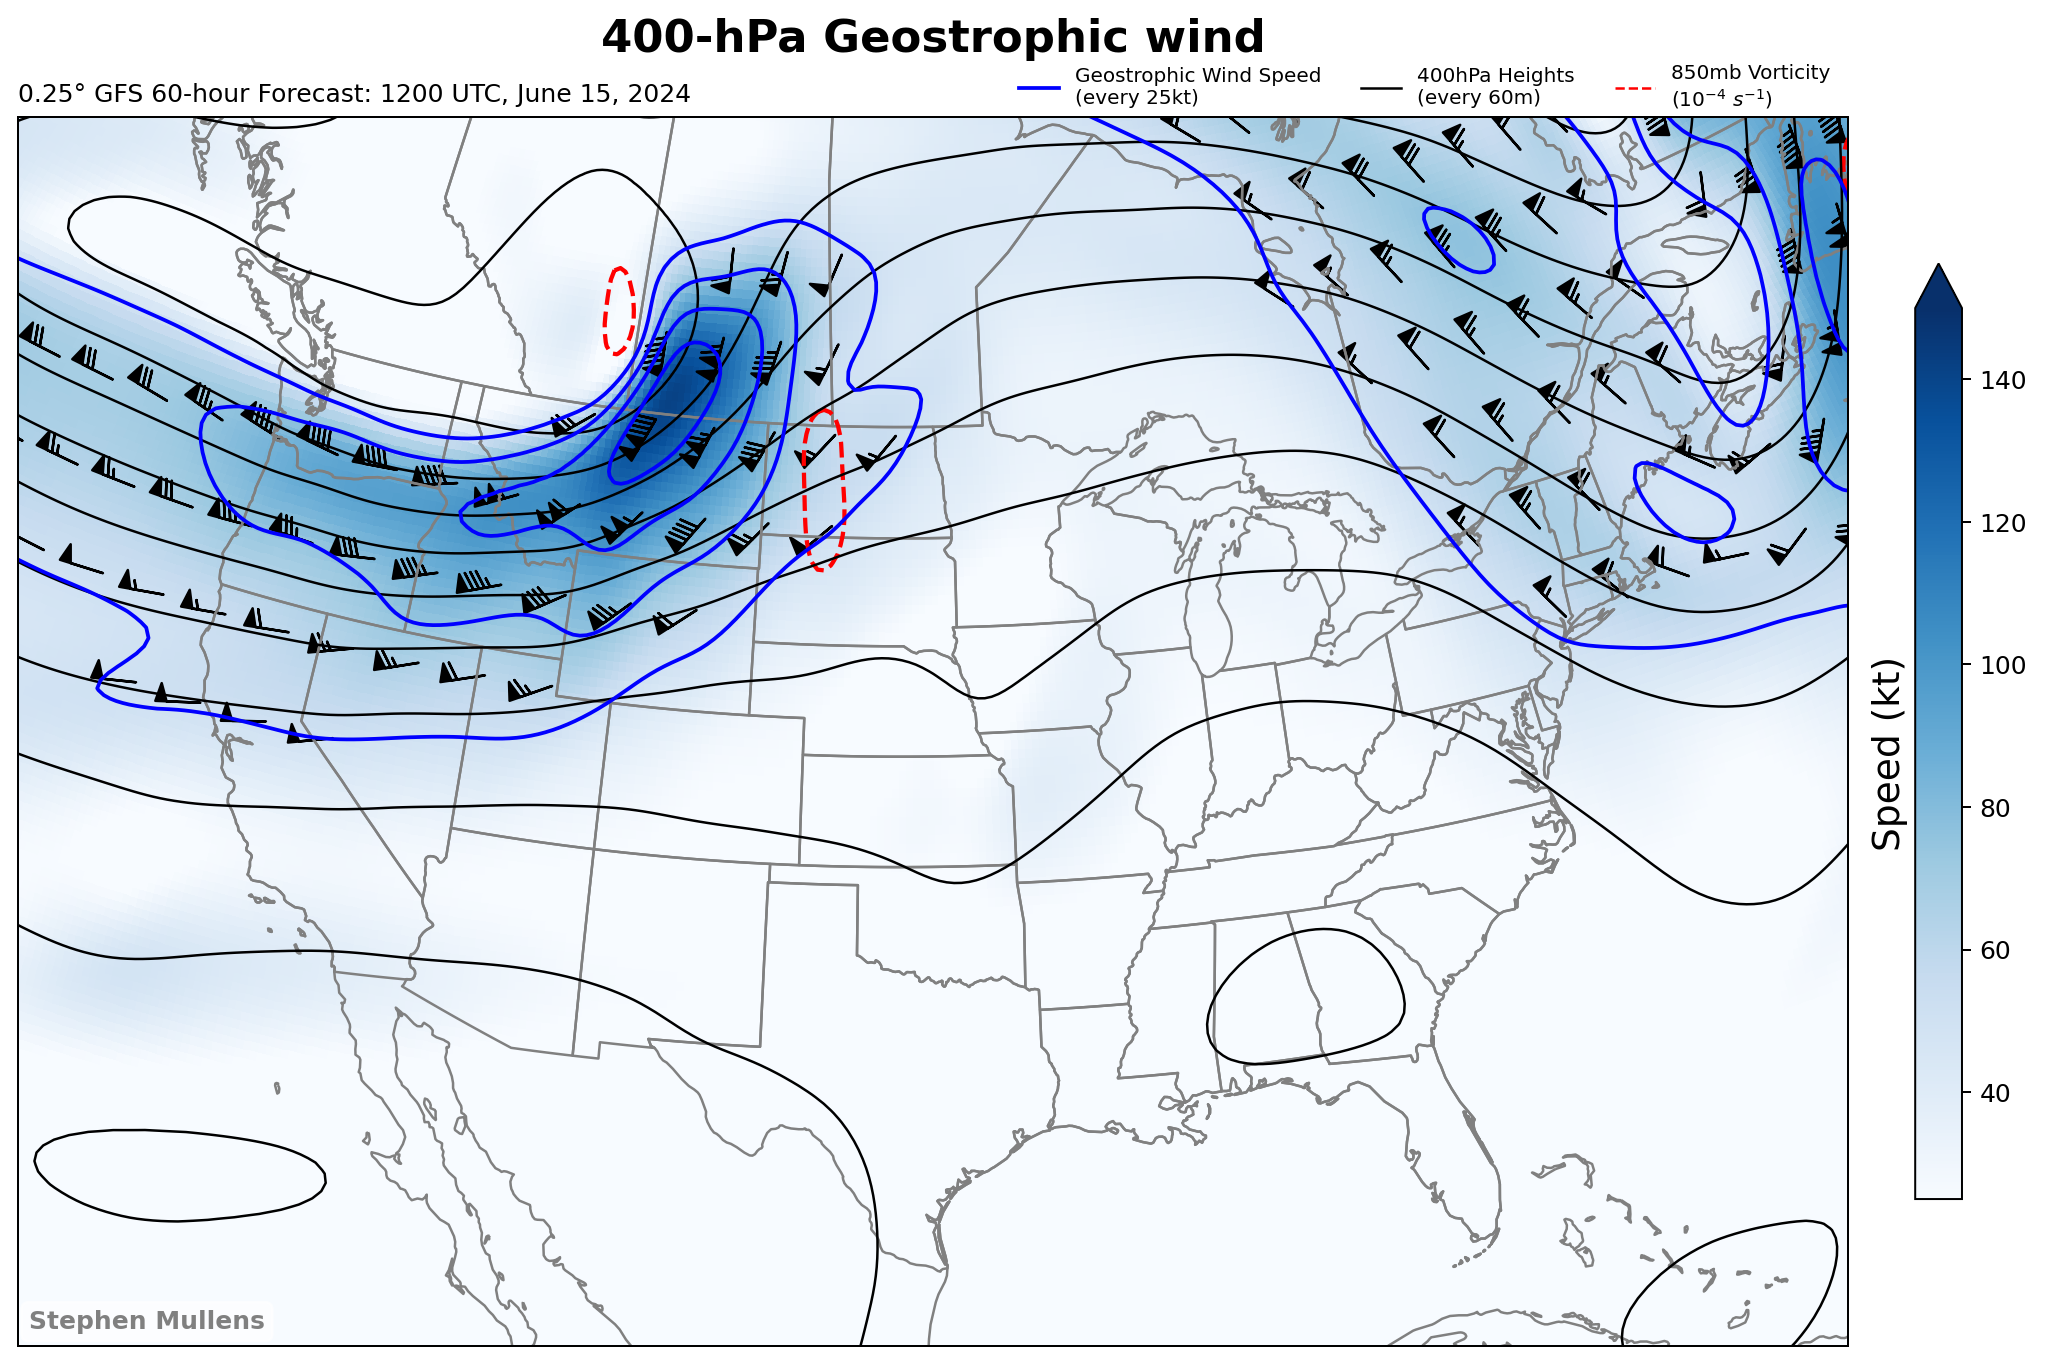 400-hPa Geostrophic wind
0.25° GFS 60-hour Forecast: 1200 UTC, June 15, 2024
Geostrophic Wind Speed
(every 25kt)
400hPa Heights
(every 60m)
850mb Vorticity
(10⁻⁴ s⁻¹)
140
120
100
80
60
40
Speed (kt)
Stephen Mullens